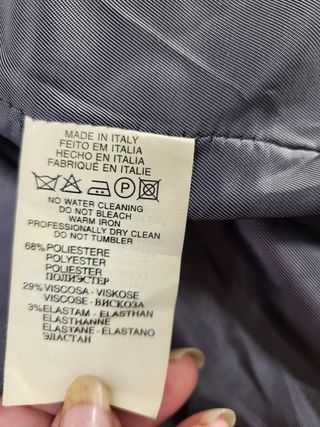 MADE IN ITALY
FEITO EM ITALIA
HECHO EN ITALIA
FABRIQUÉ EN ITALIE
P
NO WATER CLEANING
DO NOT BLEACH
WARM IRON
PROFESSIONALLY DRY CLEAN
DO NOT TUMBLER
68% POLIESTERE
POLYESTER
POLIESTER
ПОЛИЭСТЕР
29% VISCOSA - VISKOSE
VISCOSE - ВИСКОЗА
3% ELASTAM - ELASTHAN
ELASTHANNE
ELASTANE - ELASTANO
ЭЛАСТАН